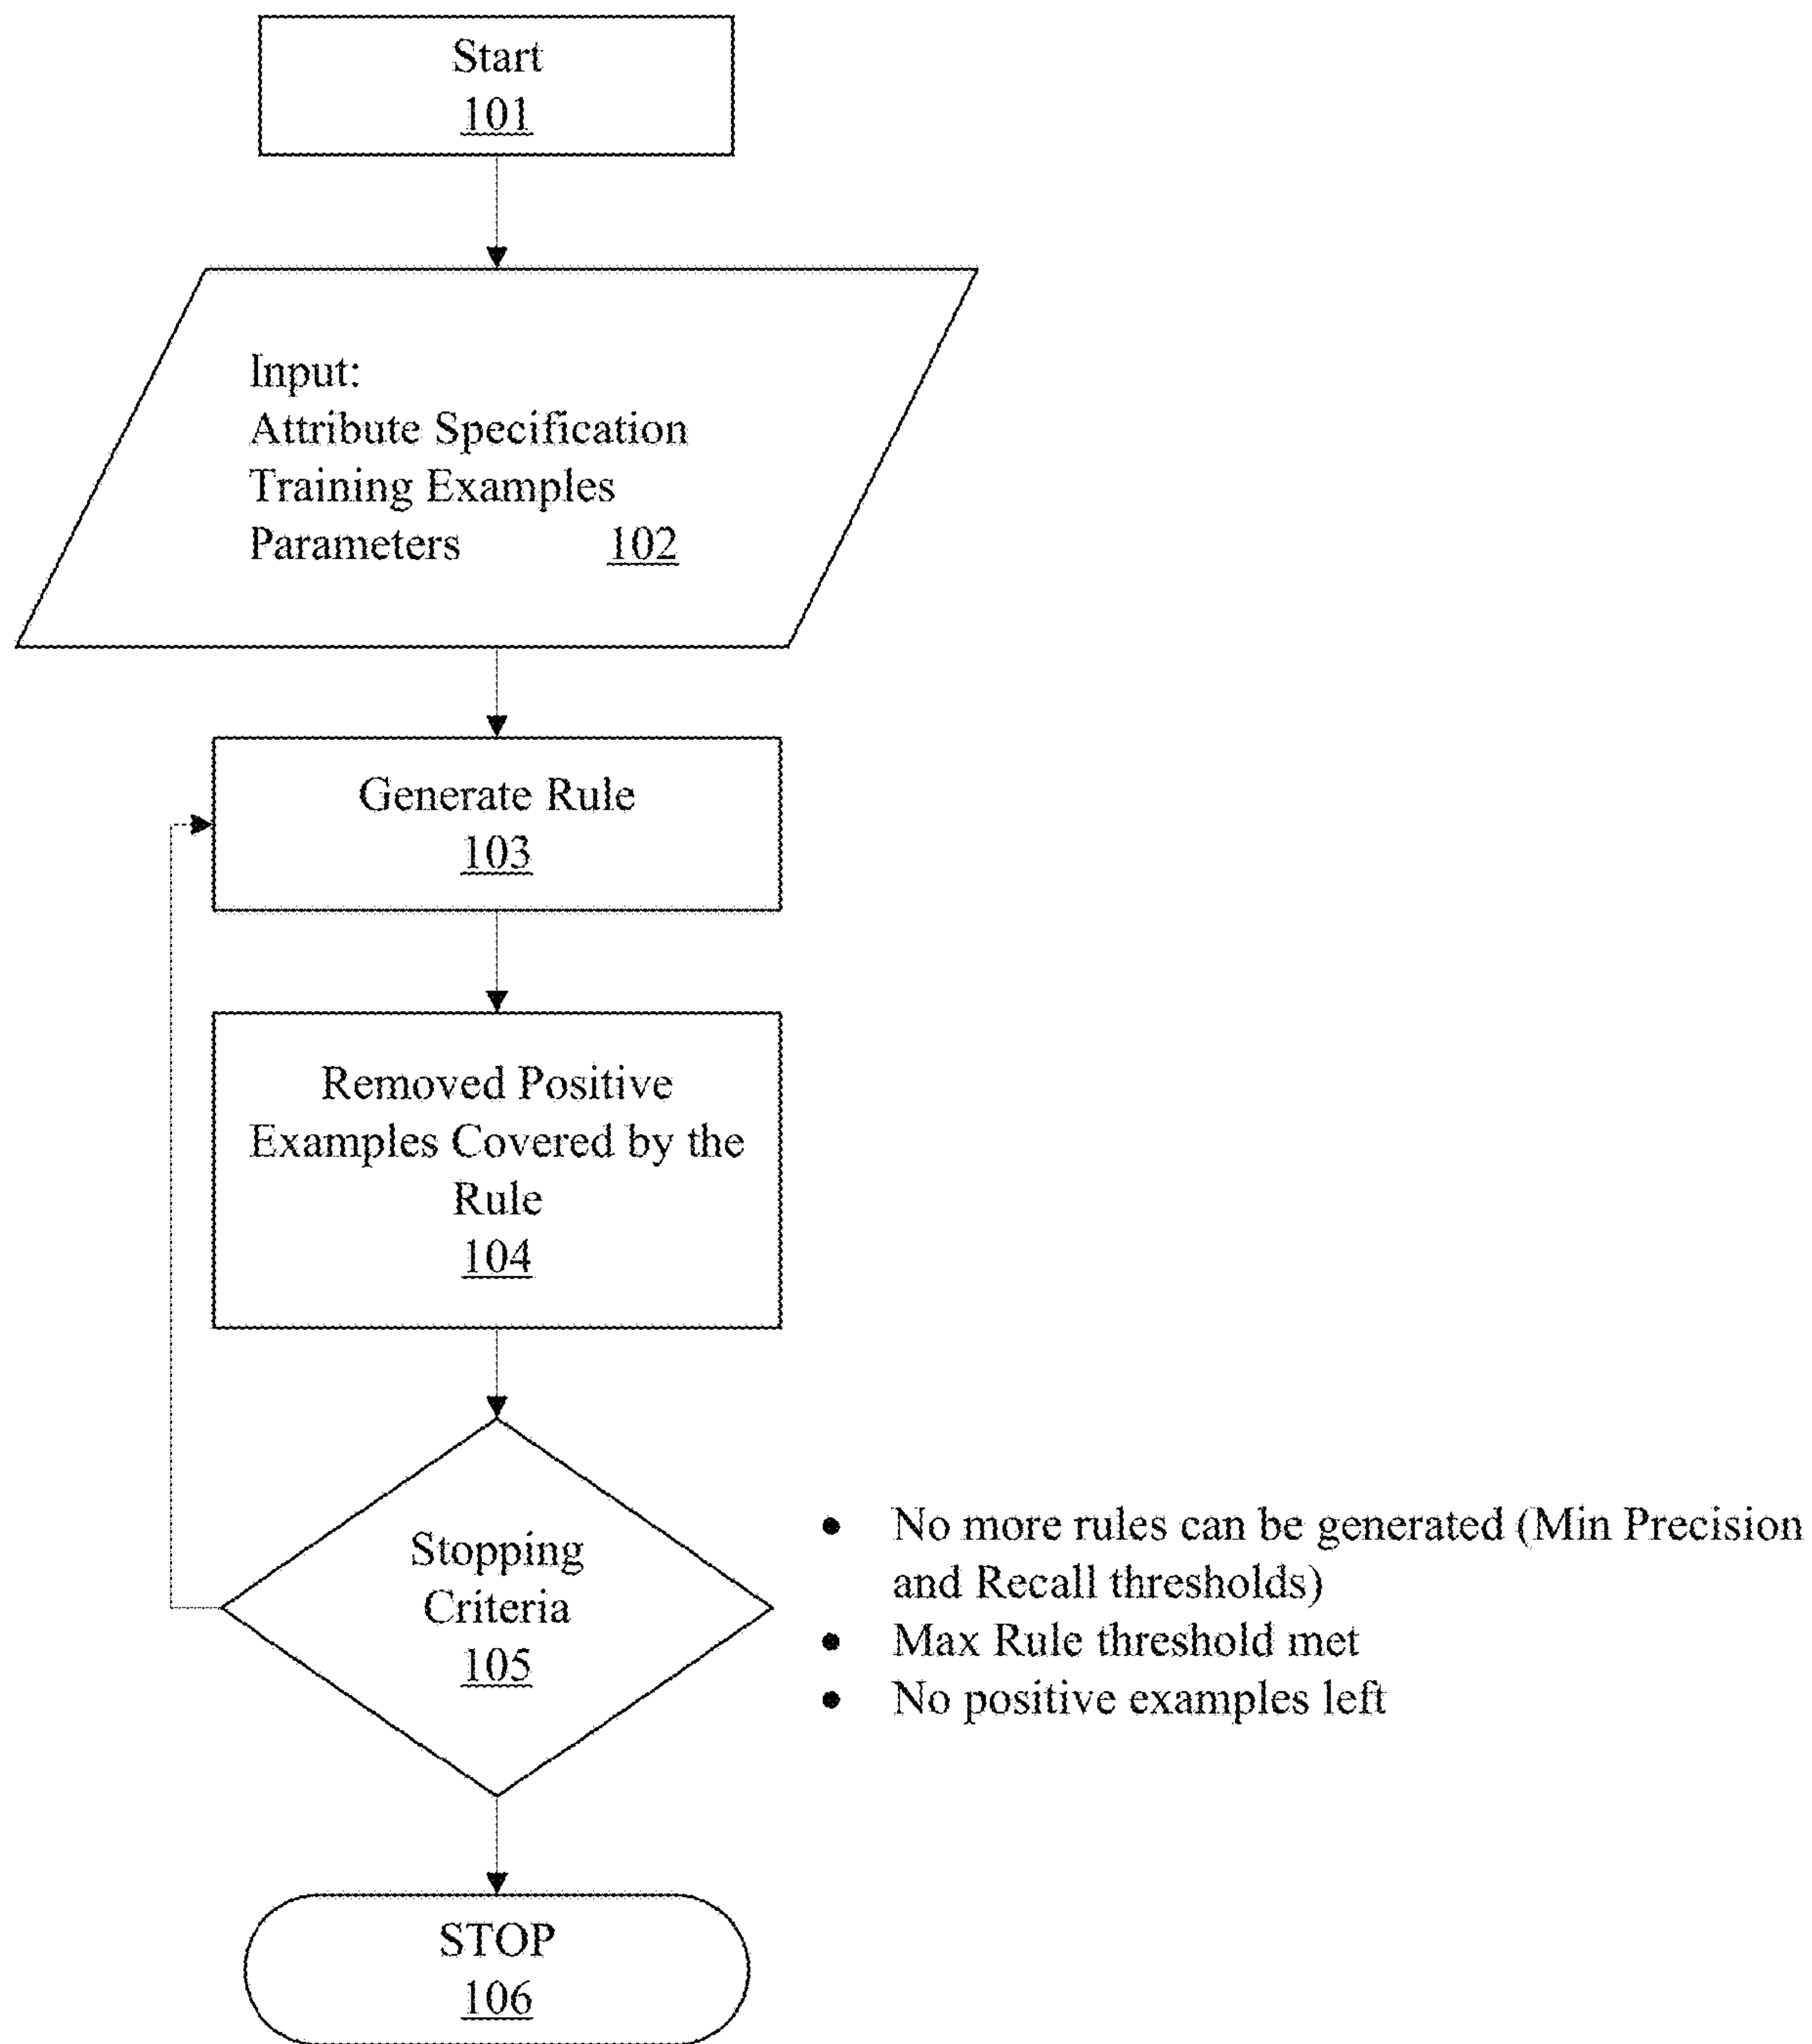 Start
101
Input:
Attribute Specification
Training Examples
Parameters 102
Generate Rule
103
Removed Positive
Examples Covered by the
Rule
104
Stopping
Criteria
105
• No more rules can be generated (Min Precision
and Recall thresholds)
• Max Rule threshold met
• No positive examples left
STOP
106